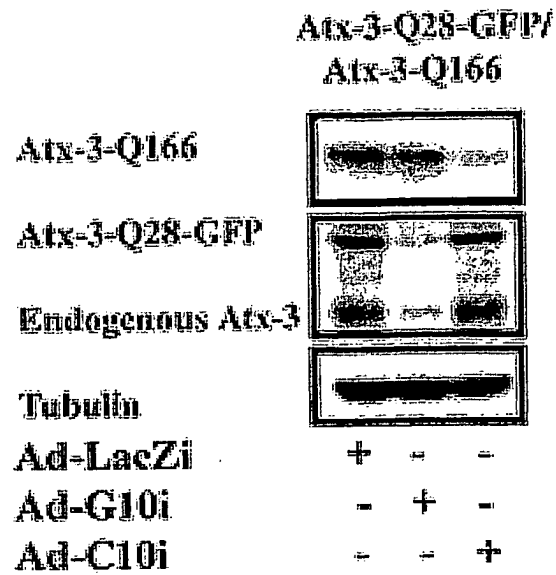 Atx-3-Q28-GFP/
Atx-3-Q166
Atx-3-Q166
Atx-3-Q28-GFP
Endogenous Atx-3
Tubulin
Ad-LacZi + - -
Ad-G10i - + -
Ad-C10i - - +